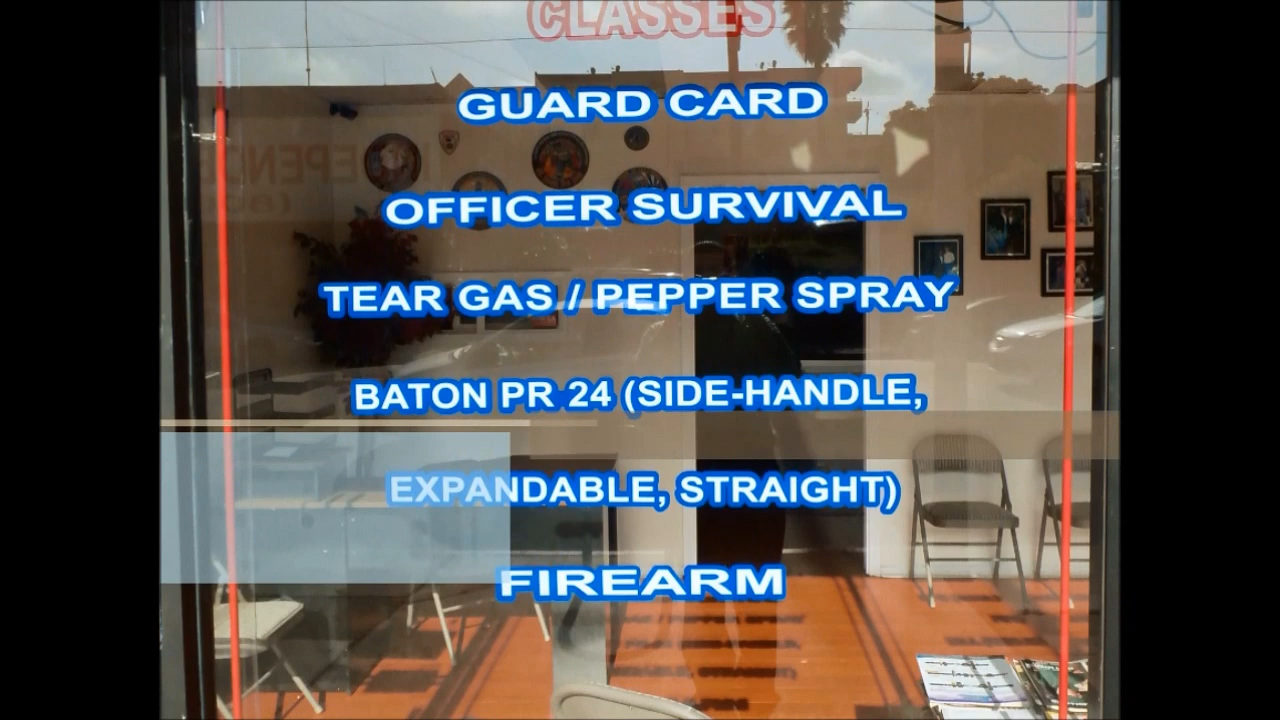 CLASSES
GUARD CARD
OFFICER SURVIVAL
TEAR GAS / PEPPER SPRAY
BATON PR 24 (SIDE-HANDLE,
EXPANDABLE, STRAIGHT)
FIREARM